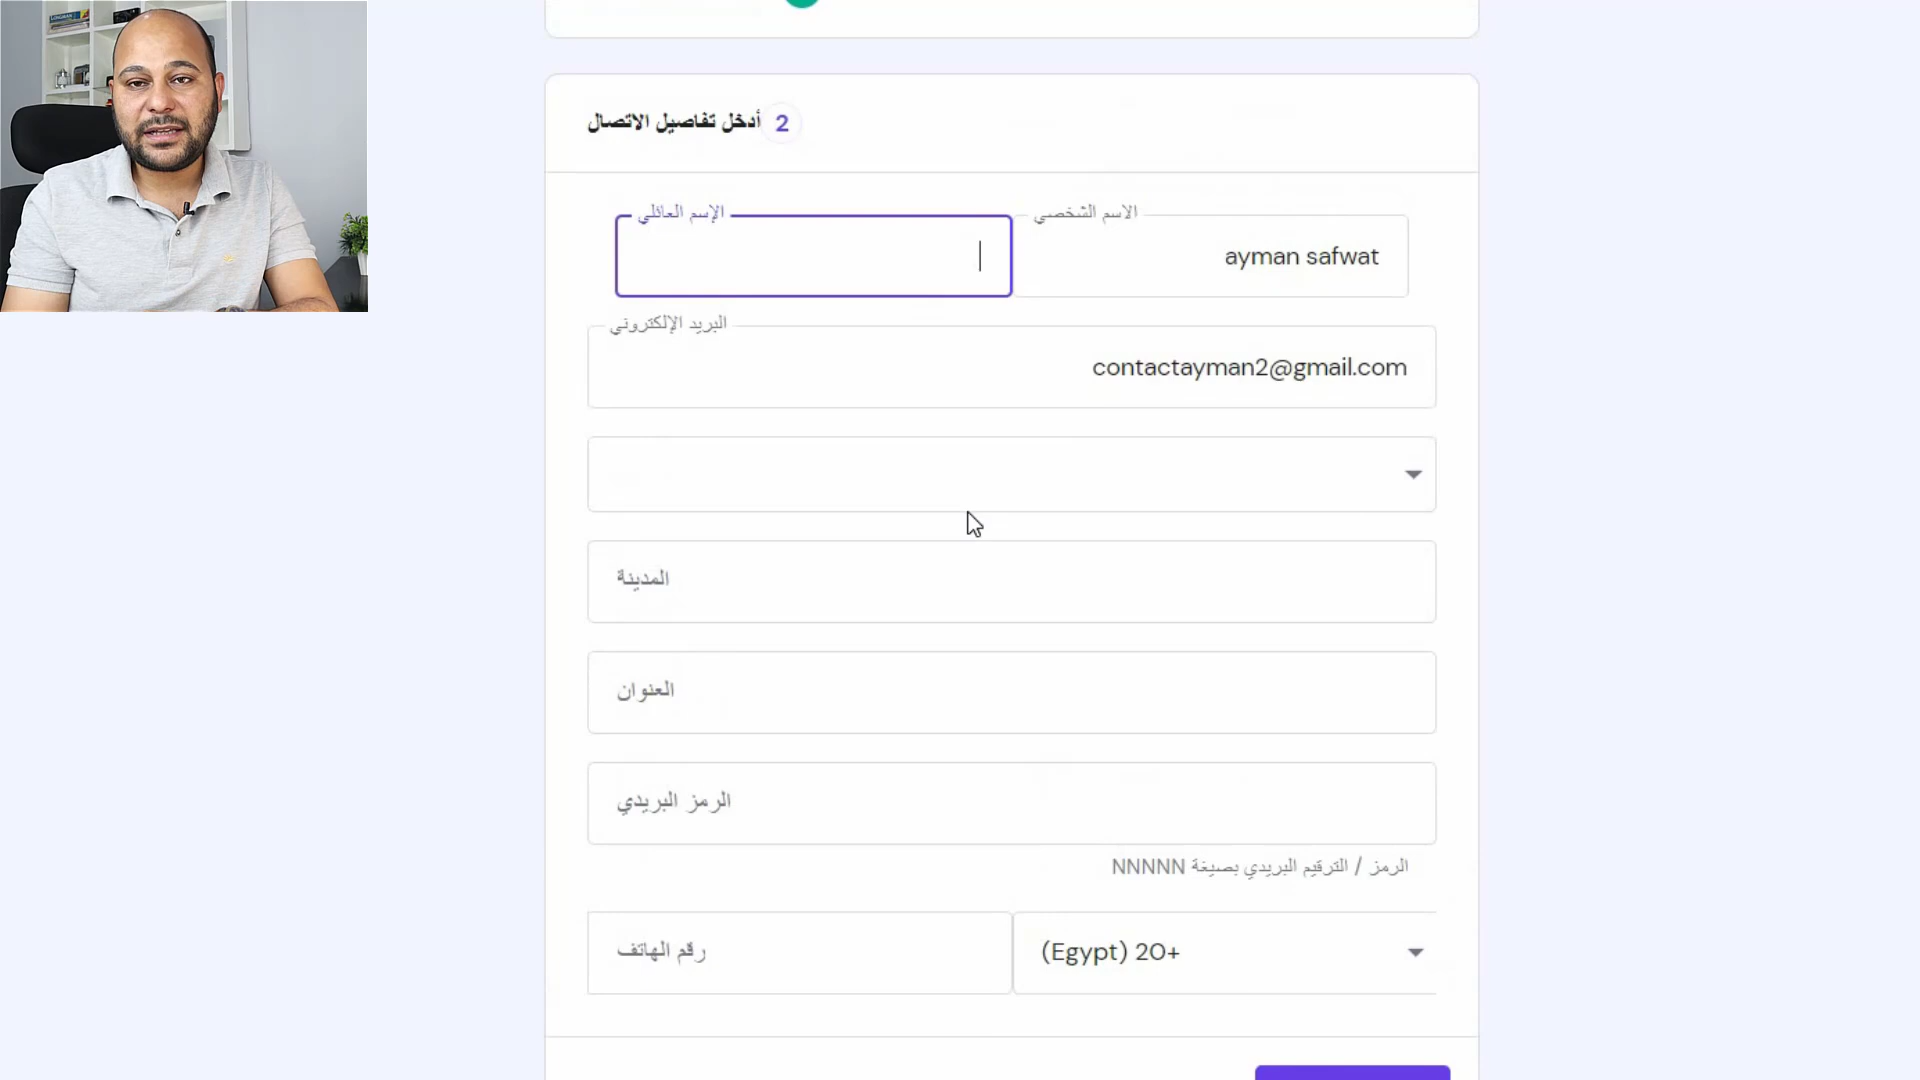 أدخل تفاصيل الاتصال 2
الاسم الشخصي
ayman safwat
الإسم العائلي
البريد الإلكتروني
contactayman2@gmail.com
المدينة
العنوان
الرمز البريدي
الرمز / الترقيم البريدي بصيغة NNNNN
(Egypt) 20+
رقم الهاتف